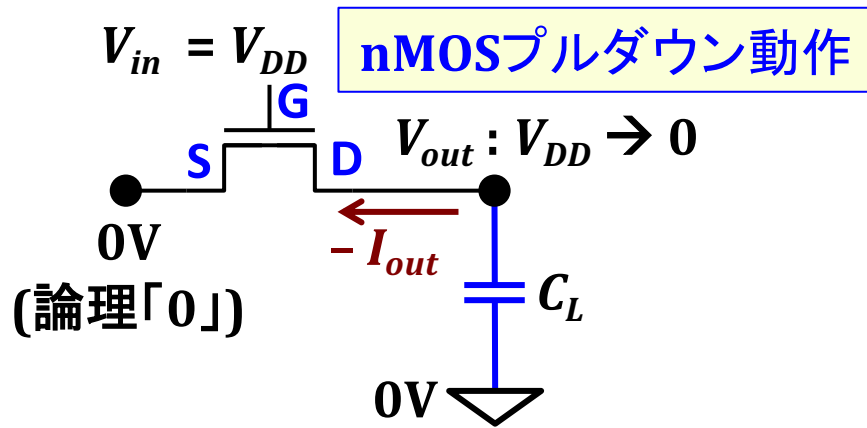 V_in = V_DD
nMOSプルダウン動作
G
S
D
V_out : V_DD → 0
0V
(論理「0」)
− I_out
C_L
0V